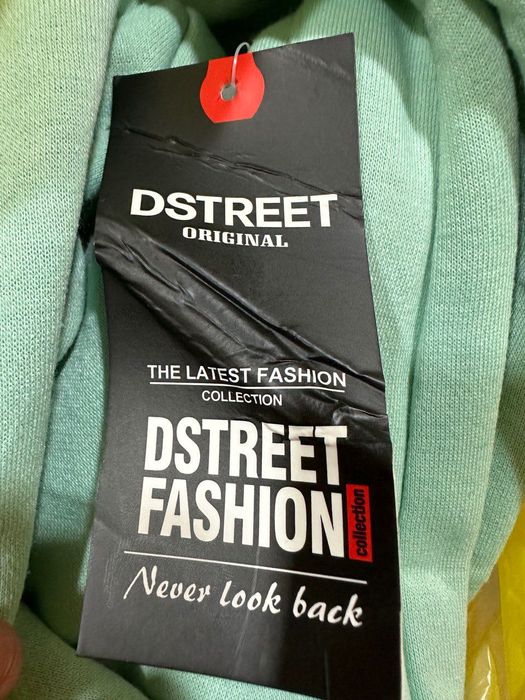 DSTREET
ORIGINAL
THE LATEST FASHION
COLLECTION
DSTREET
FASHION
collection
Never look back